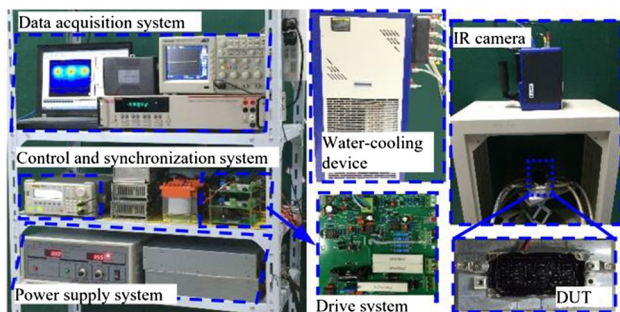 Data acquisition system
IR camera
Water-cooling
device
Control and synchronization system
Power supply system
Drive system
DUT